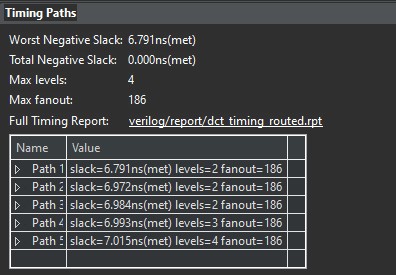 Timing Paths
Worst Negative Slack: 6.791ns(met)
Total Negative Slack: 0.000ns(met)
Max levels: 4
Max fanout: 186
Full Timing Report: verilog/report/dct_timing_routed.rpt
Name Value
Path 1 slack=6.791ns(met) levels=2 fanout=186
Path 2 slack=6.972ns(met) levels=2 fanout=186
Path 3 slack=6.984ns(met) levels=2 fanout=186
Path 4 slack=6.993ns(met) levels=3 fanout=186
Path 5 slack=7.015ns(met) levels=4 fanout=186